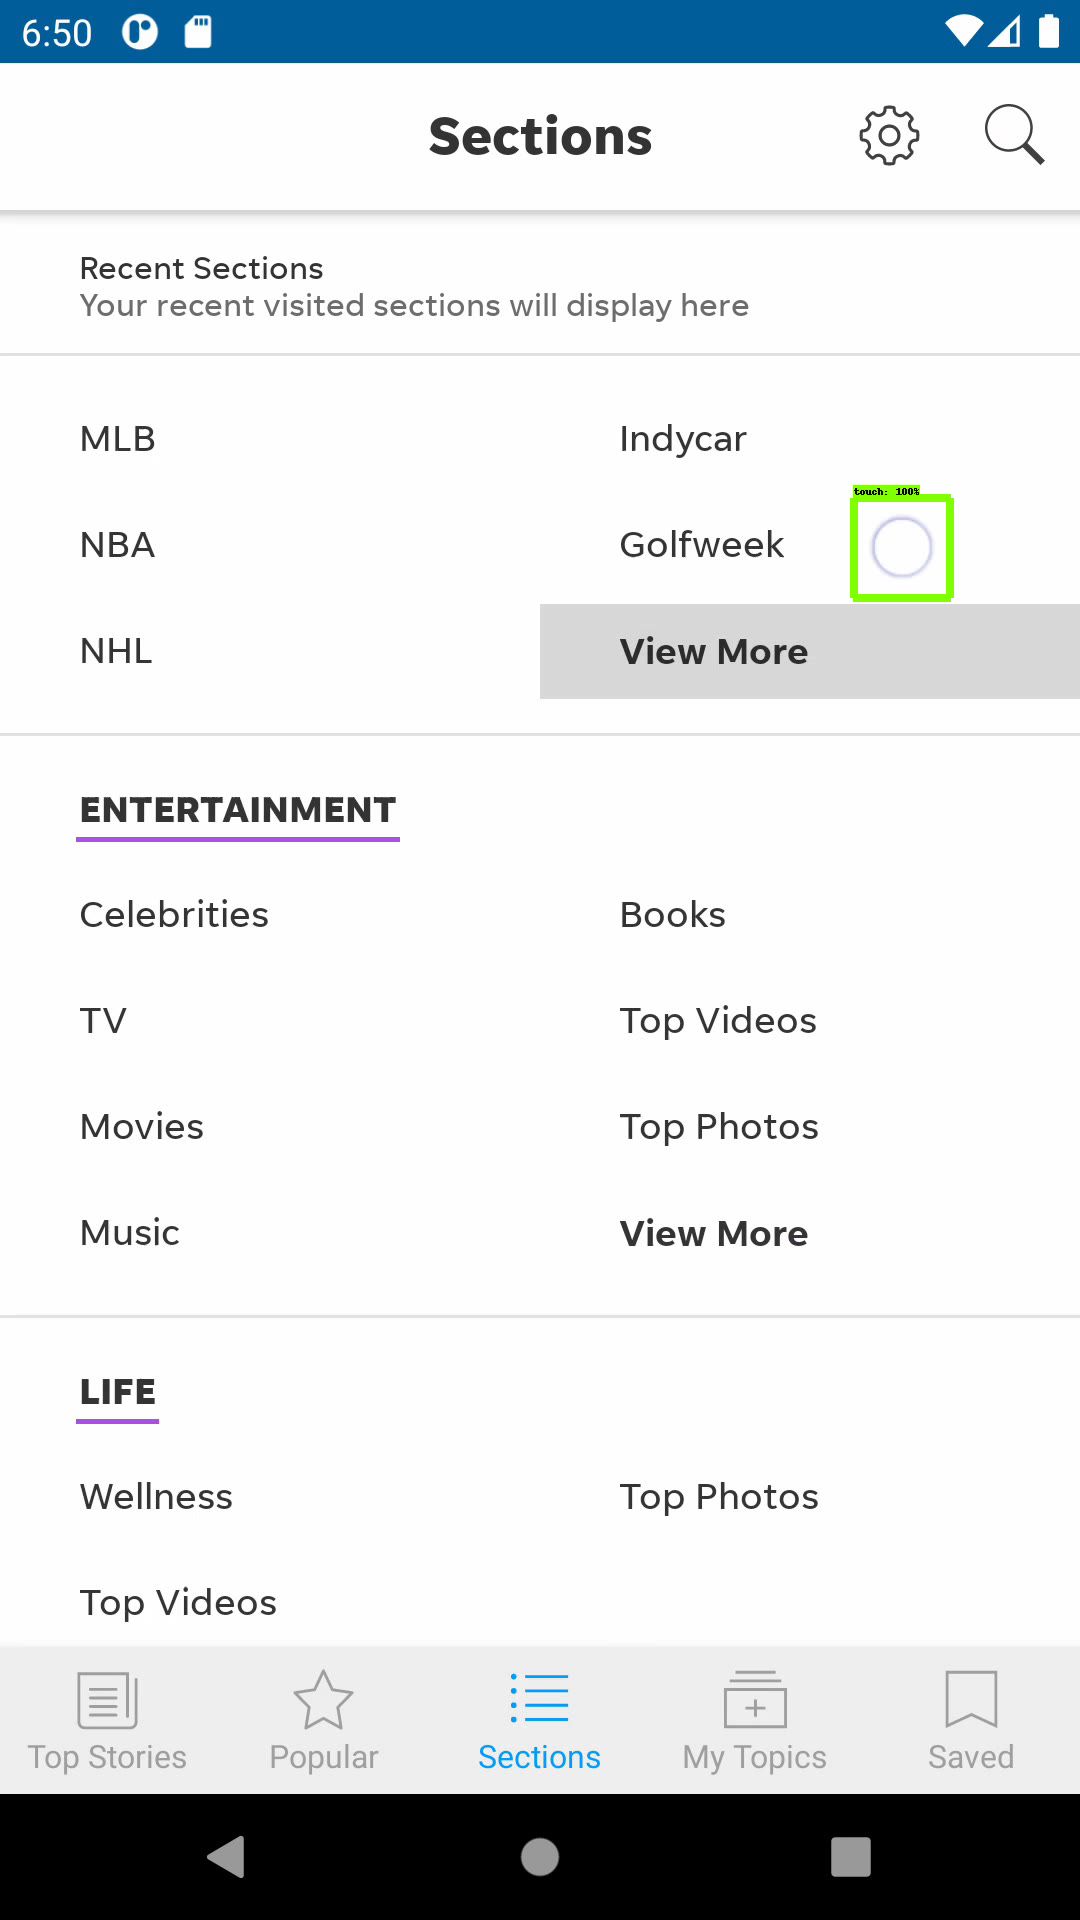 6:50
Sections
Recent Sections
Your recent visited sections will display here
MLB
Indycar
touch: 100%
NBA
Golfweek
NHL
View More
ENTERTAINMENT
Celebrities
Books
TV
Top Videos
Movies
Top Photos
Music
View More
LIFE
Wellness
Top Photos
Top Videos
Top Stories
Popular
Sections
My Topics
Saved